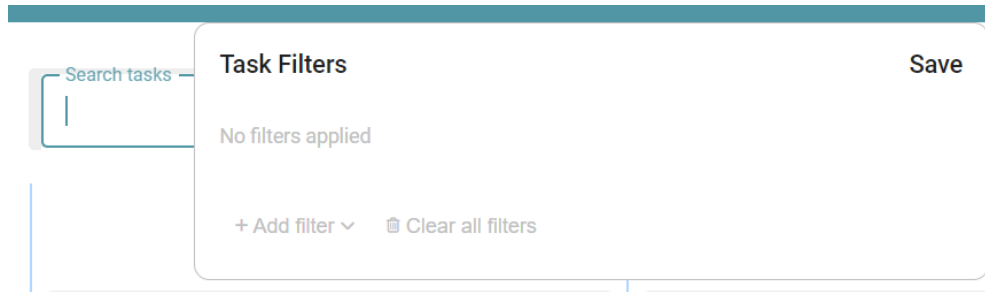 Search tasks
Task Filters
Save
No filters applied
+ Add filter
Clear all filters